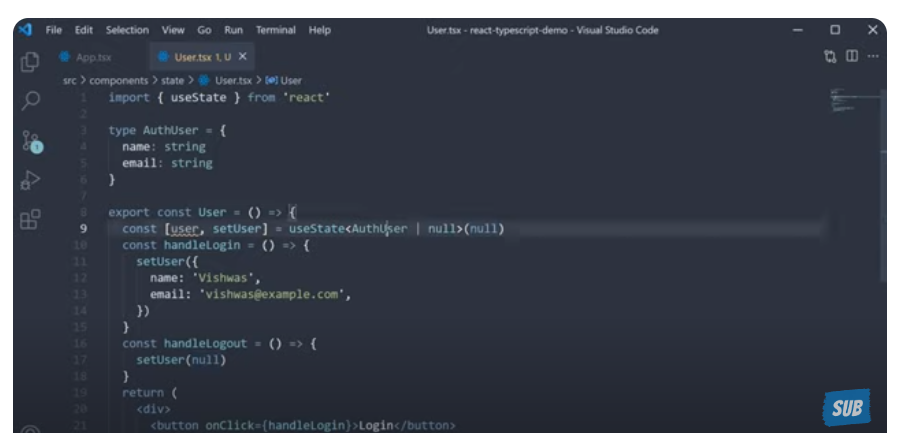 File Edit Selection View Go Run Terminal Help User.tsx - react-typescript-demo - Visual Studio Code
App.tsx User.tsx 1, U
src > components > state > User.tsx > User
1 import { useState } from 'react'
2
3 type AuthUser = {
4 name: string
5 email: string
6 }
7
8 export const User = () => {
9 const [user, setUser] = useState<AuthUser | null>(null)
10 const handleLogin = () => {
11 setUser({
12 name: 'Vishwas',
13 email: 'vishwas@example.com',
14 })
15 }
16 const handleLogout = () => {
17 setUser(null)
18 }
19 return (
20 <div>
21 <button onClick={handleLogin}>Login</button>
1
SUB